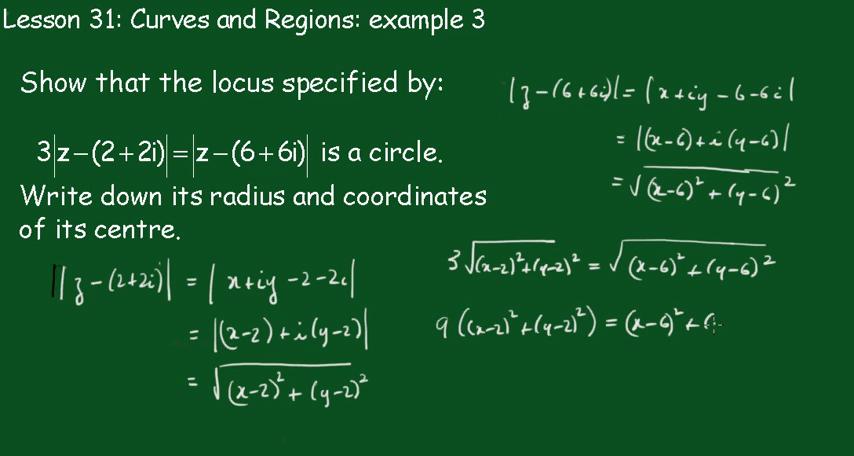 Lesson 31: Curves and Regions: example 3
Show that the locus specified by:
3|z−(2+2i)|=|z−(6+6i)| is a circle.
Write down its radius and coordinates
of its centre.
|z−(2+2i)| = |x+iy−2−2i|
= |(x−2)+i(y−2)|
= √(x−2)²+(y−2)²
|z−(6+6i)|=|x+iy−6−6i|
= |(x−6)+i(y−6)|
= √(x−6)²+(y−6)²
3√(x−2)²+(y−2)² = √(x−6)²+(y−6)²
9((x−2)²+(y−2)²) = (x−6)²+(